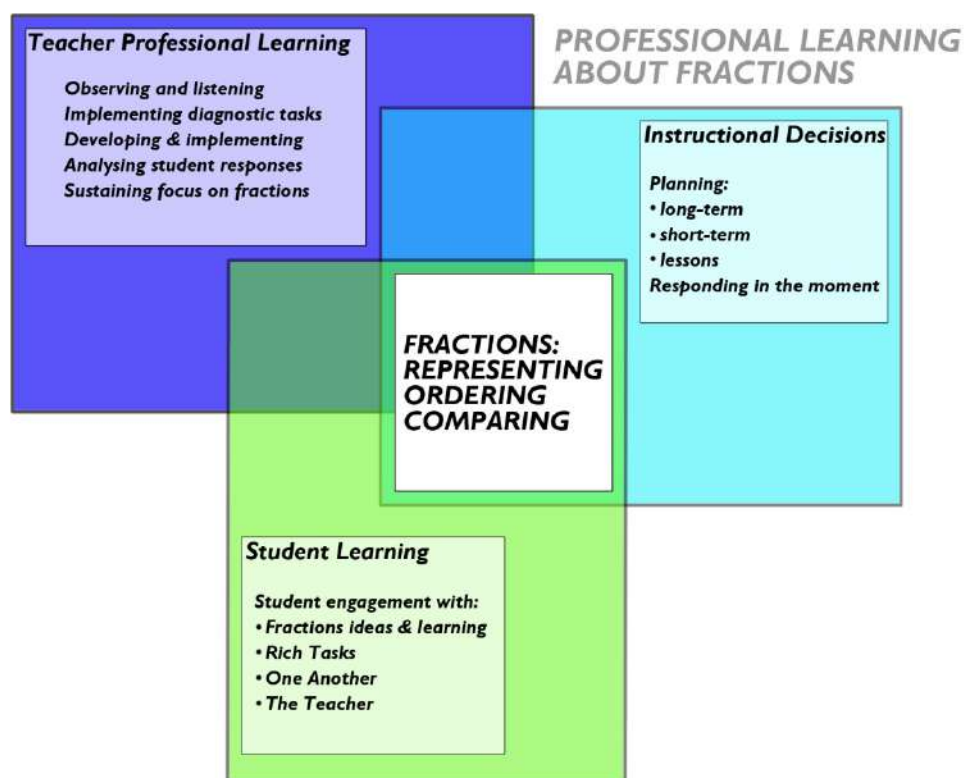 PROFESSIONAL LEARNING
ABOUT FRACTIONS
Teacher Professional Learning
Observing and listening
Implementing diagnostic tasks
Developing & implementing
Analysing student responses
Sustaining focus on fractions
Instructional Decisions
Planning:
• long-term
• short-term
• lessons
Responding in the moment
FRACTIONS:
REPRESENTING
ORDERING
COMPARING
Student Learning
Student engagement with:
• Fractions ideas & learning
• Rich Tasks
• One Another
• The Teacher